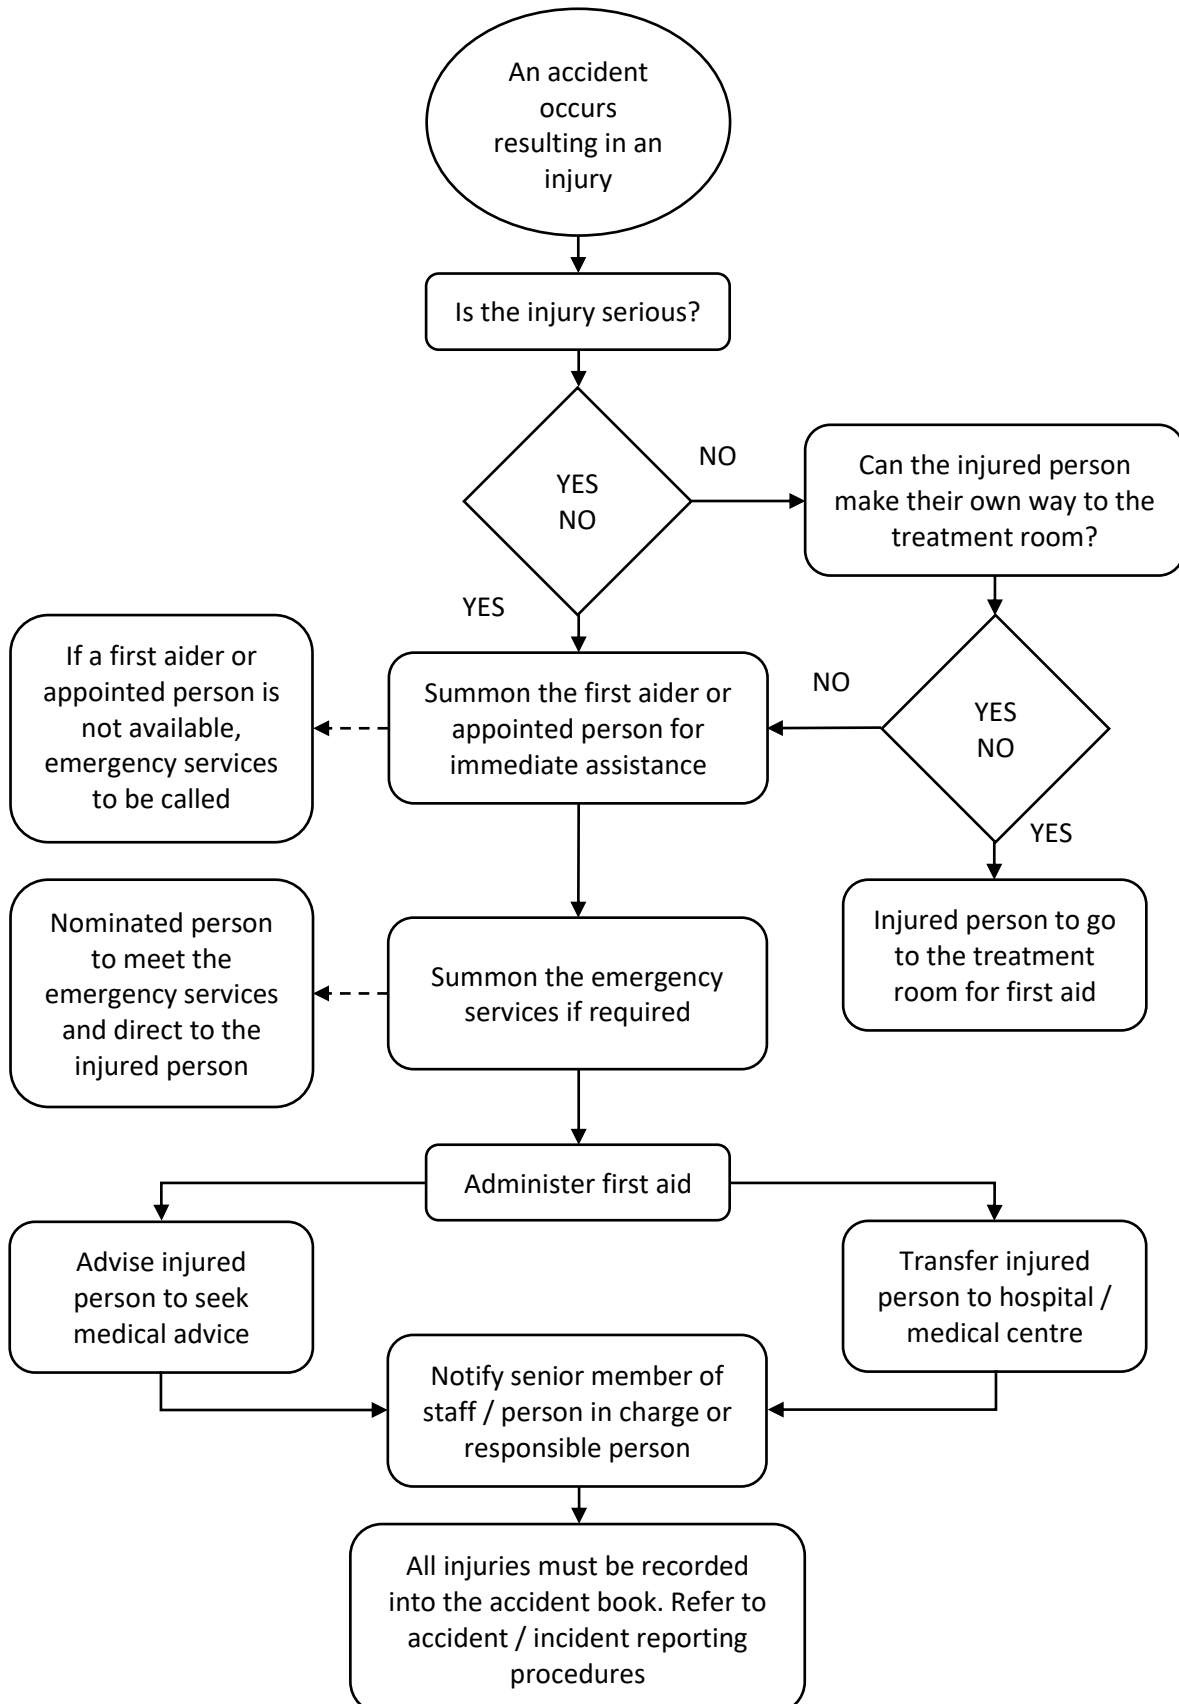 An accident
occurs
resulting in an
injury
Is the injury serious?
YES
NO
NO
Can the injured person
make their own way to the
treatment room?
YES
If a first aider or
appointed person is
not available,
emergency services
to be called
Summon the first aider or
appointed person for
immediate assistance
NO
YES
NO
YES
Nominated person
to meet the
emergency services
and direct to the
injured person
Summon the emergency
services if required
Injured person to go
to the treatment
room for first aid
Administer first aid
Advise injured
person to seek
medical advice
Transfer injured
person to hospital /
medical centre
Notify senior member of
staff / person in charge or
responsible person
All injuries must be recorded
into the accident book. Refer to
accident / incident reporting
procedures